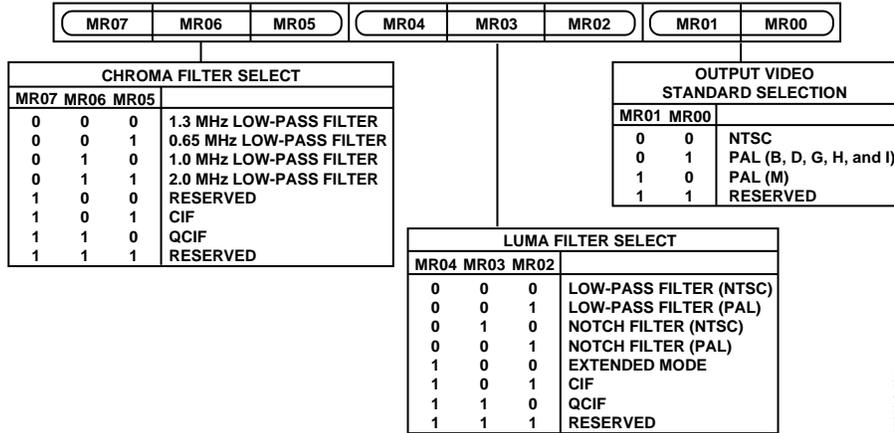 MR07 MR06 MR05 MR04 MR03 MR02 MR01 MR00
CHROMA FILTER SELECT
MR07 MR06 MR05
0 0 0 1.3 MHz LOW-PASS FILTER
0 0 1 0.65 MHz LOW-PASS FILTER
0 1 0 1.0 MHz LOW-PASS FILTER
0 1 1 2.0 MHz LOW-PASS FILTER
1 0 0 RESERVED
1 0 1 CIF
1 1 0 QCIF
1 1 1 RESERVED
OUTPUT VIDEO
STANDARD SELECTION
MR01 MR00
0 0 NTSC
0 1 PAL (B, D, G, H, and I)
1 0 PAL (M)
1 1 RESERVED
LUMA FILTER SELECT
MR04 MR03 MR02
0 0 0 LOW-PASS FILTER (NTSC)
0 0 1 LOW-PASS FILTER (PAL)
0 1 0 NOTCH FILTER (NTSC)
0 0 1 NOTCH FILTER (PAL)
1 0 0 EXTENDED MODE
1 0 1 CIF
1 1 0 QCIF
1 1 1 RESERVED